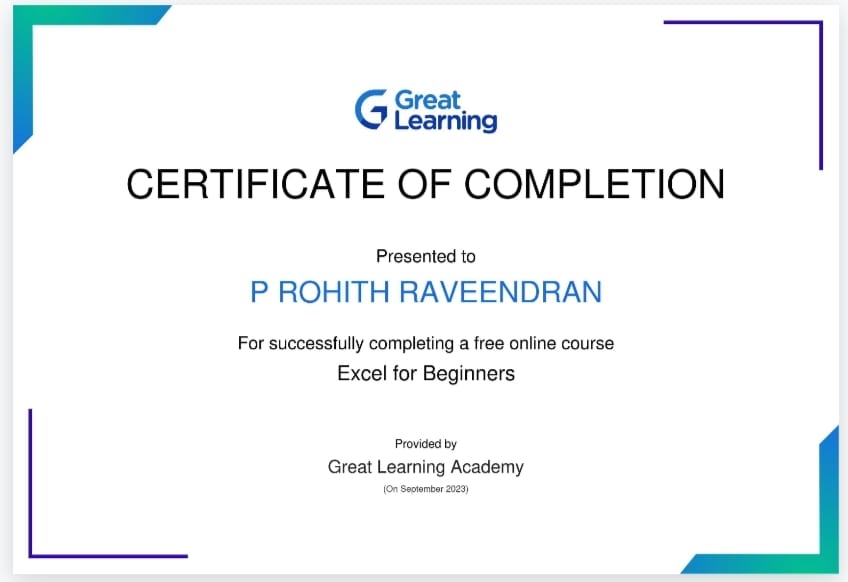 Great
Learning
CERTIFICATE OF COMPLETION
Presented to
P ROHITH RAVEENDRAN
For successfully completing a free online course
Excel for Beginners
Provided by
Great Learning Academy
(On September 2023)